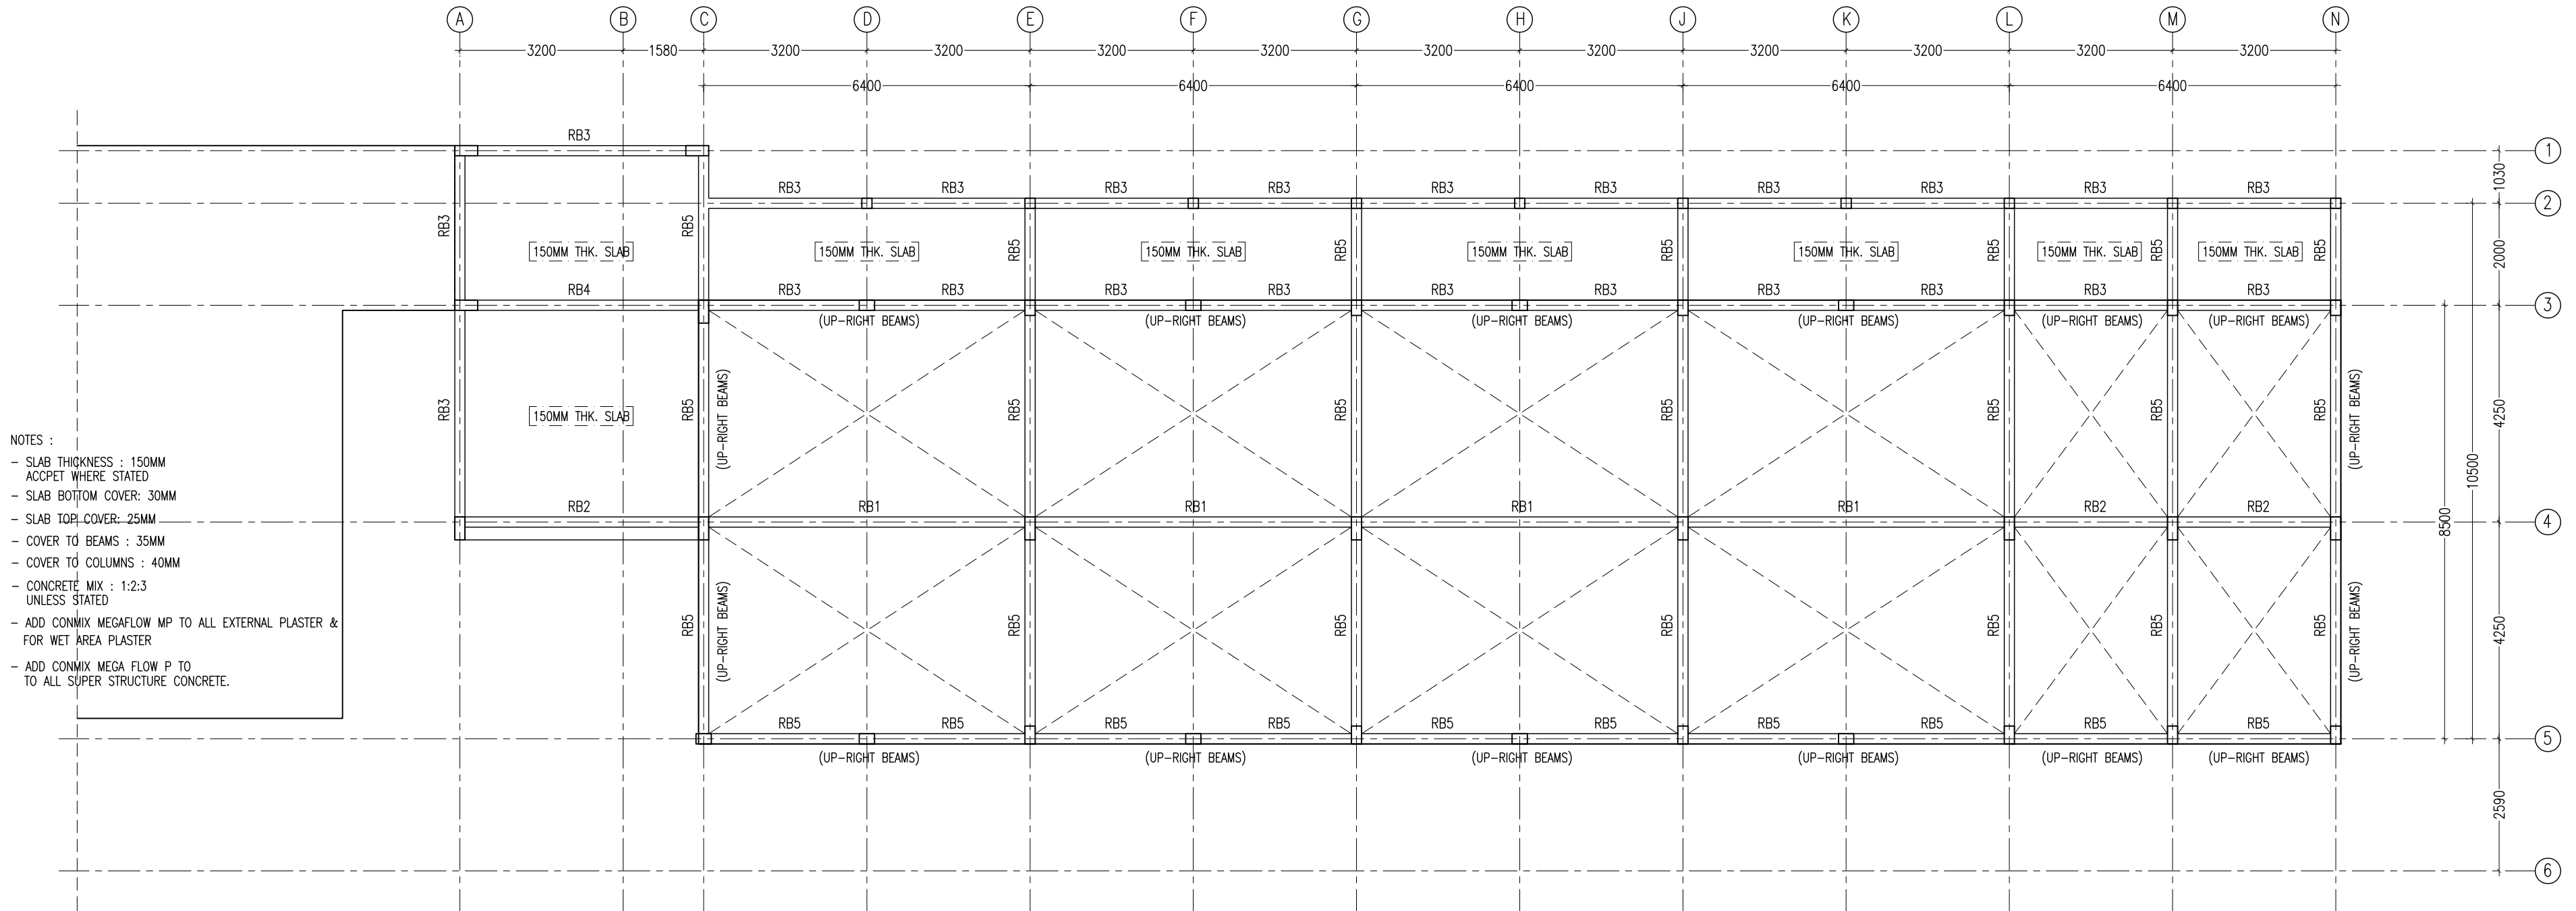 A B C D E F G H J K L M N
3200 1580 3200 3200 3200 3200 3200 3200 3200 3200 3200 3200
6400 6400 6400 6400 6400
RB3
1
1030
RB3 RB3 RB3 RB3 RB3 RB3 RB3 RB3 RB3 RB3
2
RB3 RB5 RB5 RB5 RB5 RB5 RB5 RB5
150MM THK. SLAB 150MM THK. SLAB 150MM THK. SLAB 150MM THK. SLAB 150MM THK. SLAB 150MM THK. SLAB 150MM THK. SLAB
2000
RB4 RB3 RB3 RB3 RB3 RB3 RB3 RB3 RB3 RB3 RB3
3
(UP-RIGHT BEAMS) (UP-RIGHT BEAMS) (UP-RIGHT BEAMS) (UP-RIGHT BEAMS) (UP-RIGHT BEAMS) (UP-RIGHT BEAMS)
RB3 RB5 (UP-RIGHT BEAMS) RB5 RB5 RB5 RB5 RB5 RB5 (UP-RIGHT BEAMS)
150MM THK. SLAB
4250
10500
8500
RB2 RB1 RB1 RB1 RB1 RB2 RB2
4
RB5 (UP-RIGHT BEAMS) RB5 RB5 RB5 RB5 RB5 RB5 (UP-RIGHT BEAMS)
4250
RB5 RB5 RB5 RB5 RB5 RB5 RB5 RB5 RB5 RB5
5
(UP-RIGHT BEAMS) (UP-RIGHT BEAMS) (UP-RIGHT BEAMS) (UP-RIGHT BEAMS) (UP-RIGHT BEAMS) (UP-RIGHT BEAMS)
2590
6
NOTES :
- SLAB THICKNESS : 150MM
ACCPET WHERE STATED
- SLAB BOTTOM COVER: 30MM
- SLAB TOP COVER: 25MM
- COVER TO BEAMS : 35MM
- COVER TO COLUMNS : 40MM
- CONCRETE MIX : 1:2:3
UNLESS STATED
- ADD CONMIX MEGAFLOW MP TO ALL EXTERNAL PLASTER &
FOR WET AREA PLASTER
- ADD CONMIX MEGA FLOW P TO
TO ALL SUPER STRUCTURE CONCRETE.